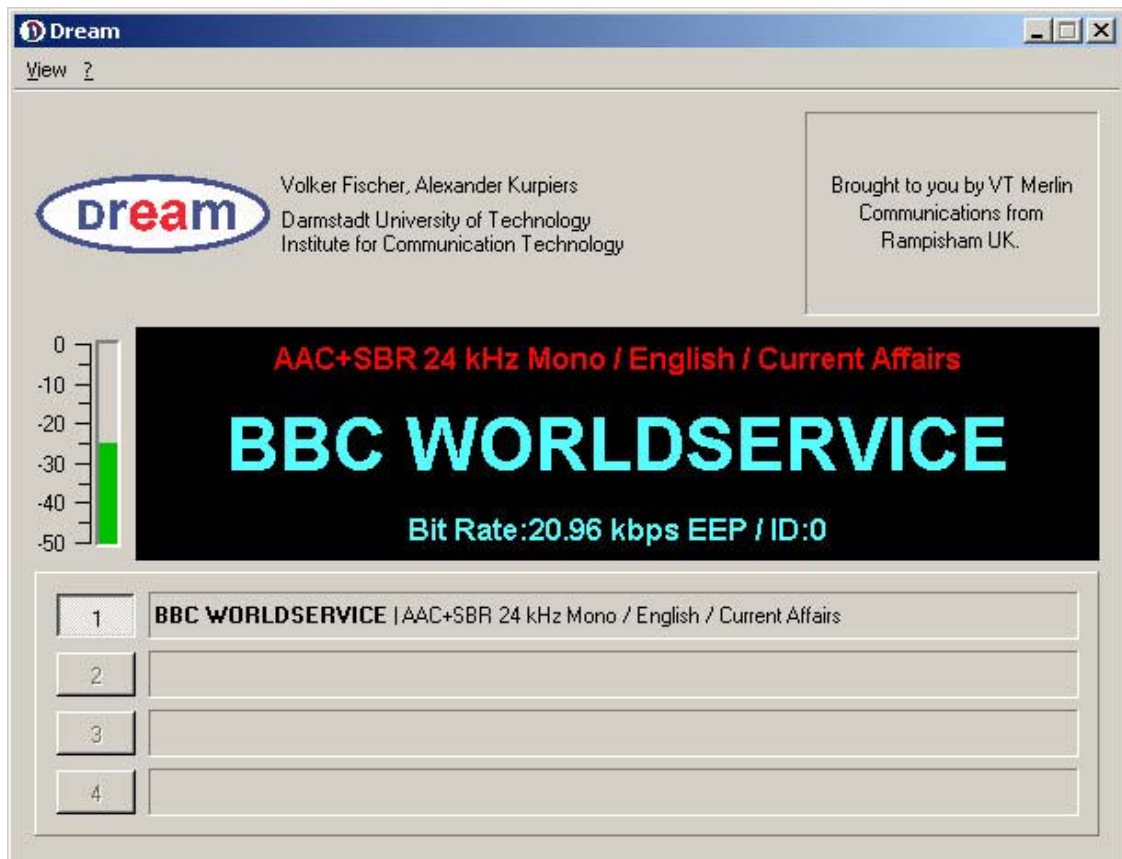 Dream
View ?
Dream
Volker Fischer, Alexander Kurpiers
Darmstadt University of Technology
Institute for Communication Technology
Brought to you by VT Merlin
Communications from
Rampisham UK.
0
-10
-20
-30
-40
-50
AAC+SBR 24 kHz Mono / English / Current Affairs
BBC WORLDSERVICE
Bit Rate:20.96 kbps EEP / ID:0
1 BBC WORLDSERVICE | AAC+SBR 24 kHz Mono / English / Current Affairs
2
3
4